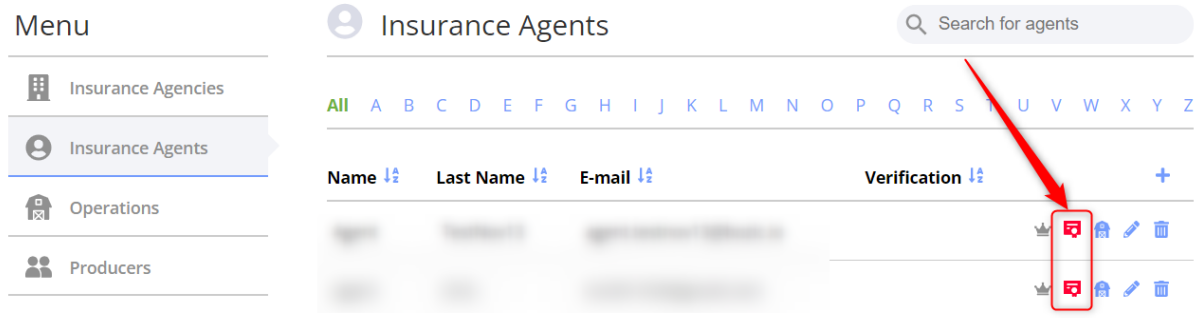 Menu
Insurance Agencies
Insurance Agents
Operations
Producers
Insurance Agents
Search for agents
All A B C D E F G H I J K L M N O P Q R S T U V W X Y Z
Name Last Name E-mail Verification